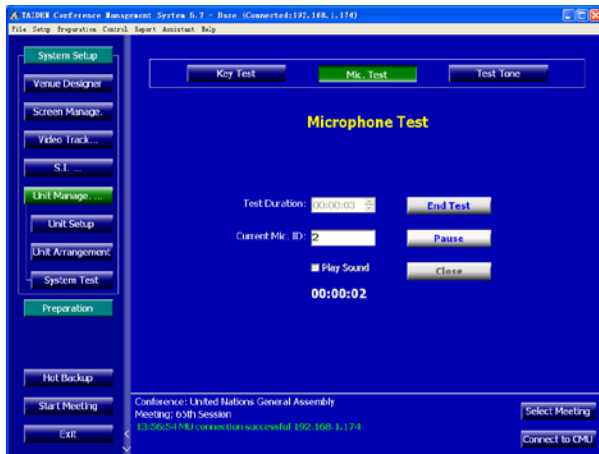 TAIDEN Conference Management System 5.7 - Base (Connected:192.168.1.174)
File Setup Preparation Control Report Assistant Help
System Setup
Venue Designer
Screen Manage.
Video Track...
S.I. ...
Unit Manage. ...
Unit Setup
Unit Arrangement
System Test
Preparation
Hot Backup
Start Meeting
Exit
Key Test
Mic. Test
Test Tone
Microphone Test
Test Duration: 00:00:03
End Test
Current Mic. ID: 2
Pause
Play Sound
Close
00:00:02
Conference: United Nations General Assembly
Meeting: 65th Session
13:56:54 MU connection successful 192.168.1.174
Select Meeting
Connect to CMU